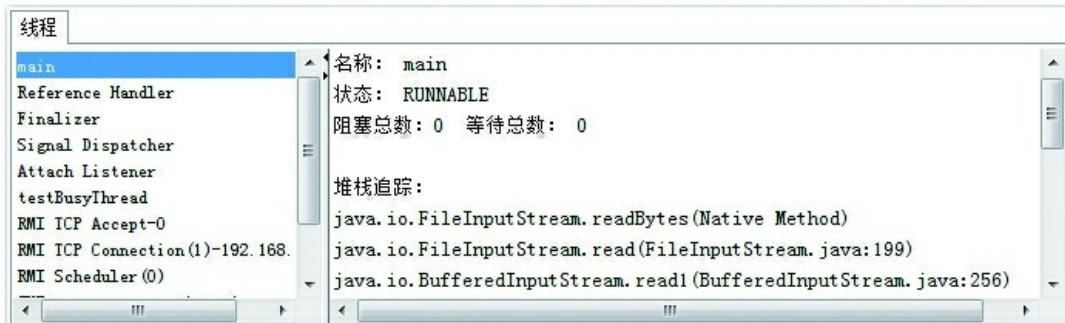 线程
main
Reference Handler
Finalizer
Signal Dispatcher
Attach Listener
testBusyThread
RMI TCP Accept-0
RMI TCP Connection(1)-192.168.
RMI Scheduler(0)
名称： main
状态： RUNNABLE
阻塞总数：0 等待总数： 0
堆栈追踪：
java.io.FileInputStream.readBytes(Native Method)
java.io.FileInputStream.read(FileInputStream.java:199)
java.io.BufferedInputStream.read1(BufferedInputStream.java:256)